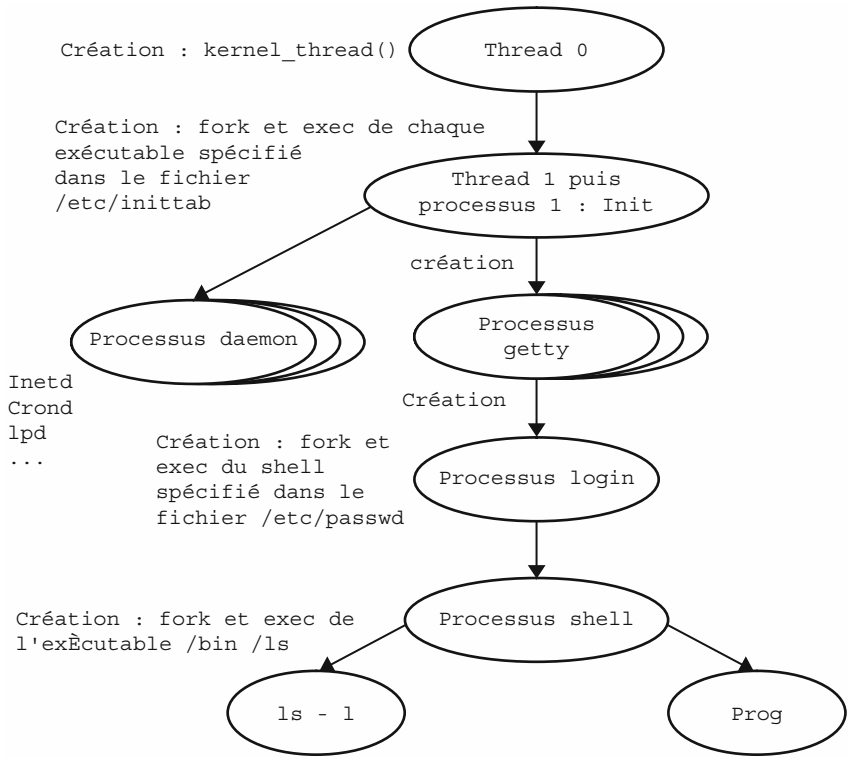 Création : kernel_thread()
Thread 0
Création : fork et exec de chaque
exécutable spécifié
dans le fichier
/etc/inittab
Thread 1 puis
processus 1 : Init
création
Processus daemon
Processus
getty
Inetd
Crond
lpd
...
Création
Création : fork et
exec du shell
spécifié dans le
fichier /etc/passwd
Processus login
Création : fork et exec de
l'exÈcutable /bin /ls
Processus shell
ls - l
Prog